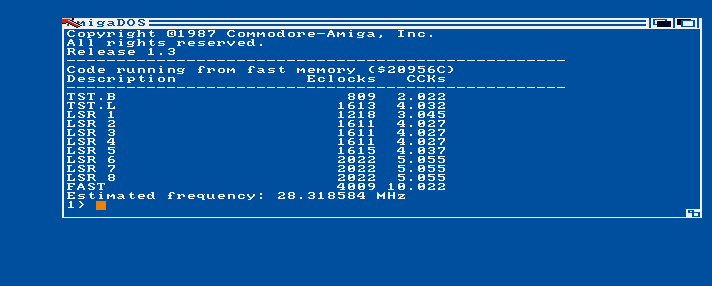 AmigaDOS
Copyright ©1987 Commodore-Amiga, Inc.
All rights reserved.
Release 1.3
------------------------------------------------------
Code running from fast memory ($20956C)
Description Eclocks CCKs
------------------------------------------------------
TST.B 809 2.022
TST.L 1613 4.032
LSR 1 1218 3.045
LSR 2 1611 4.027
LSR 3 1611 4.027
LSR 4 1611 4.027
LSR 5 1615 4.037
LSR 6 2022 5.055
LSR 7 2022 5.055
LSR 8 2022 5.055
FAST 4009 10.022
Estimated frequency: 28.318584 MHz
1>